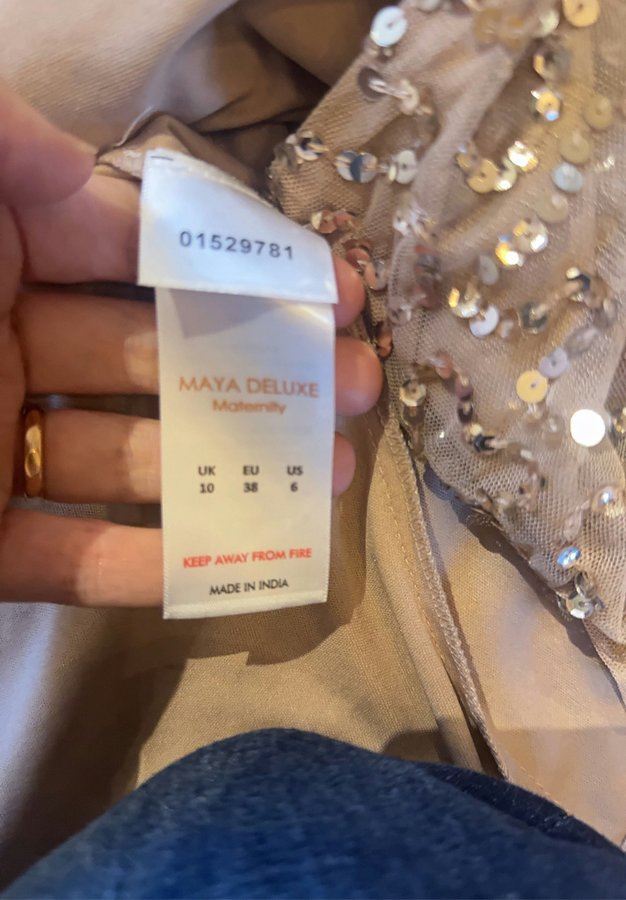 01529781
MAYA DELUXE
Maternity
UK EU US
10 38 6
KEEP AWAY FROM FIRE
MADE IN INDIA